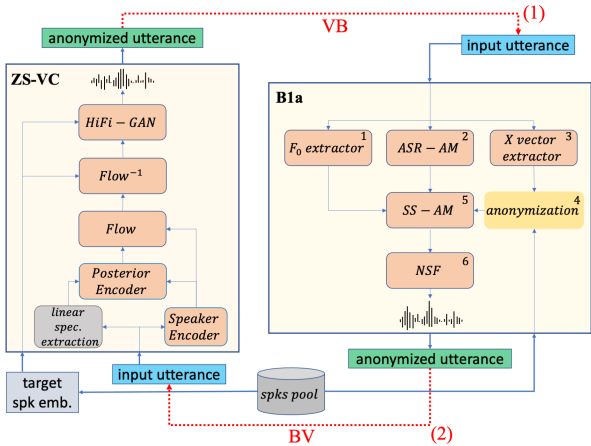 VB
(1)
anonymized utterance
input utterance
ZS-VC
HiFi − GAN
Flow⁻¹
Flow
Posterior
Encoder
linear
spec.
extraction
Speaker
Encoder
input utterance
target
spk emb.
B1a
F₀ extractor
1
ASR−AM
2
X vector
extractor
3
SS − AM
5
anonymization
4
NSF
6
anonymized utterance
spks pool
BV
(2)